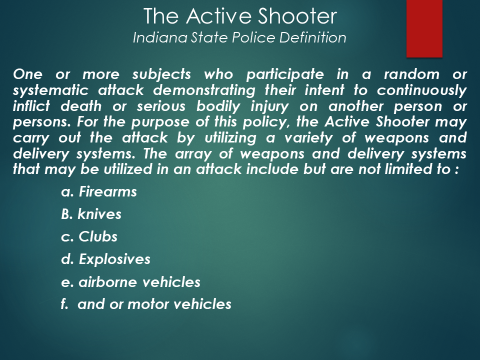 The Active Shooter
Indiana State Police Definition
One or more subjects who participate in a random or
systematic attack demonstrating their intent to continuously
inflict death or serious bodily injury on another person or
persons. For the purpose of this policy, the Active Shooter may
carry out the attack by utilizing a variety of weapons and
delivery systems. The array of weapons and delivery systems
that may be utilized in an attack include but are not limited to :
a. Firearms
B. knives
c. Clubs
d. Explosives
e. airborne vehicles
f. and or motor vehicles